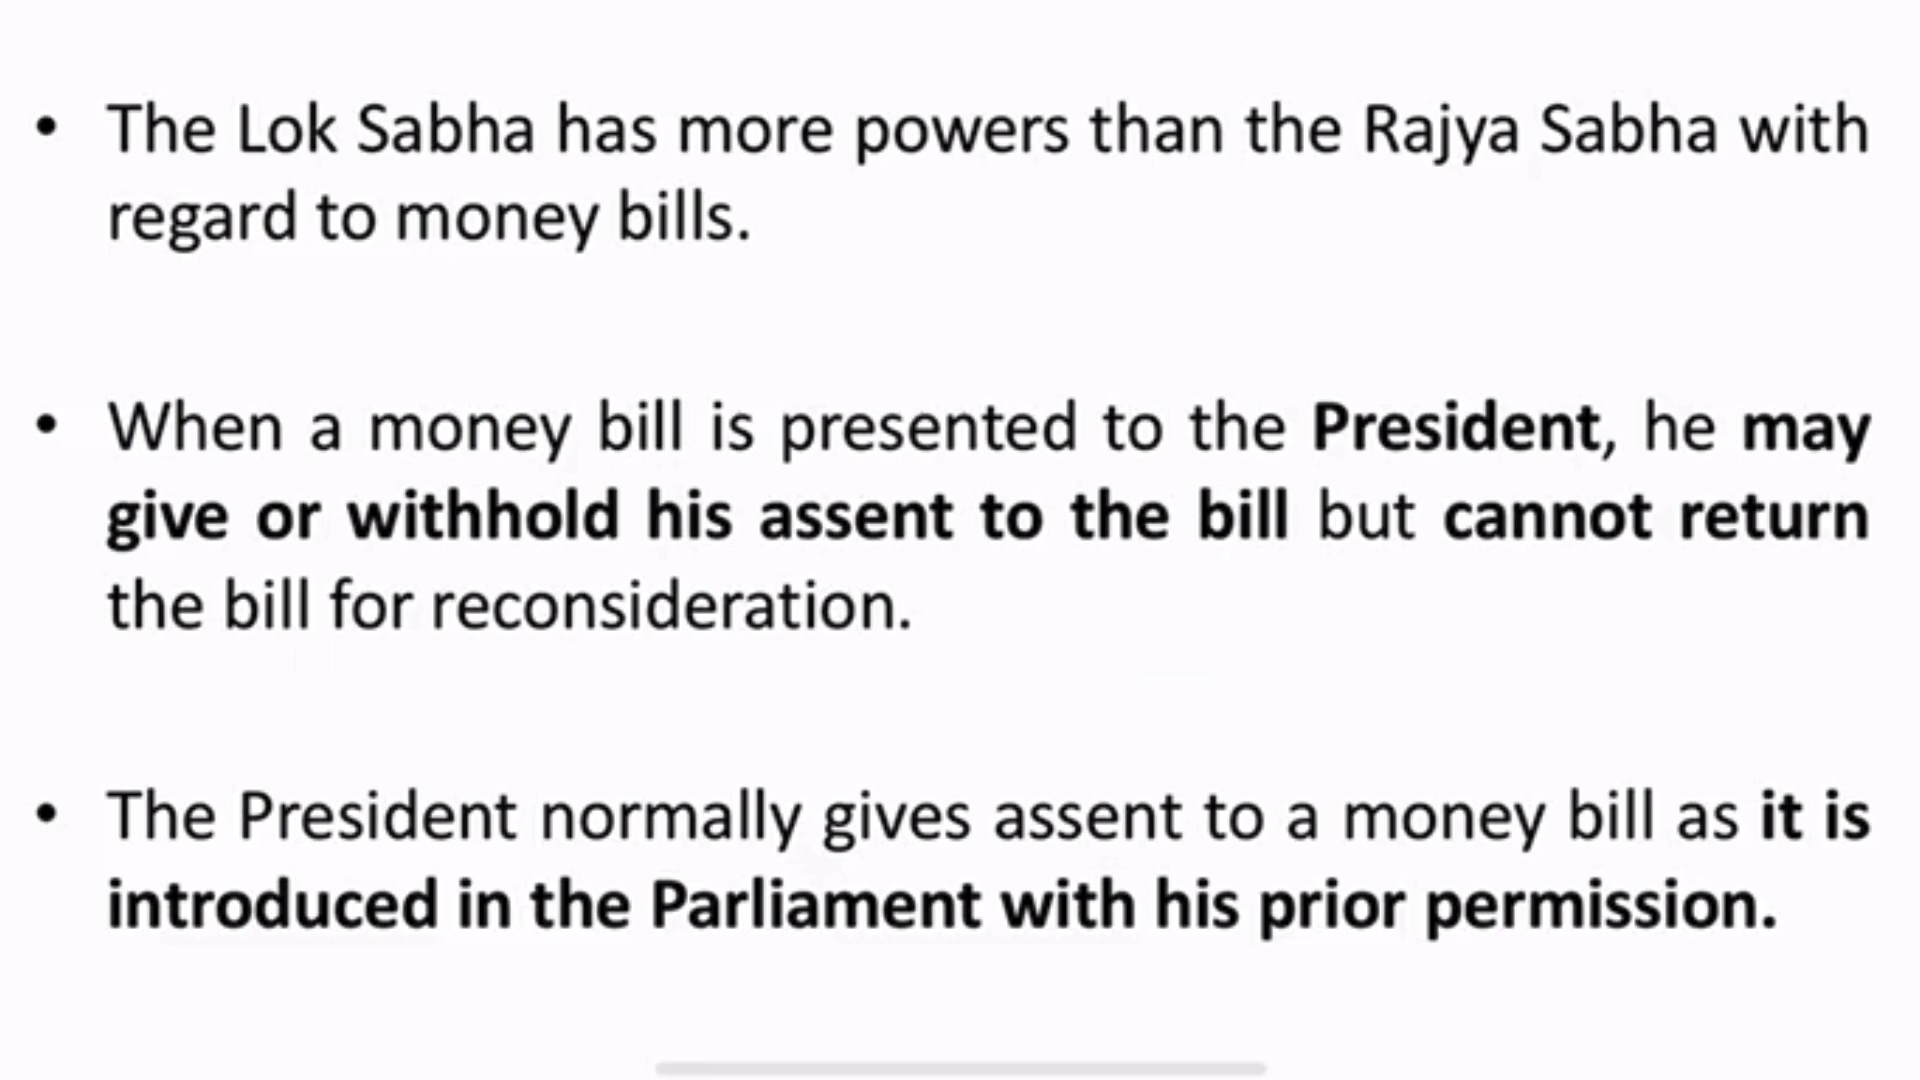 • The Lok Sabha has more powers than the Rajya Sabha with
regard to money bills.
• When a money bill is presented to the President, he may
give or withhold his assent to the bill but cannot return
the bill for reconsideration.
• The President normally gives assent to a money bill as it is
introduced in the Parliament with his prior permission.